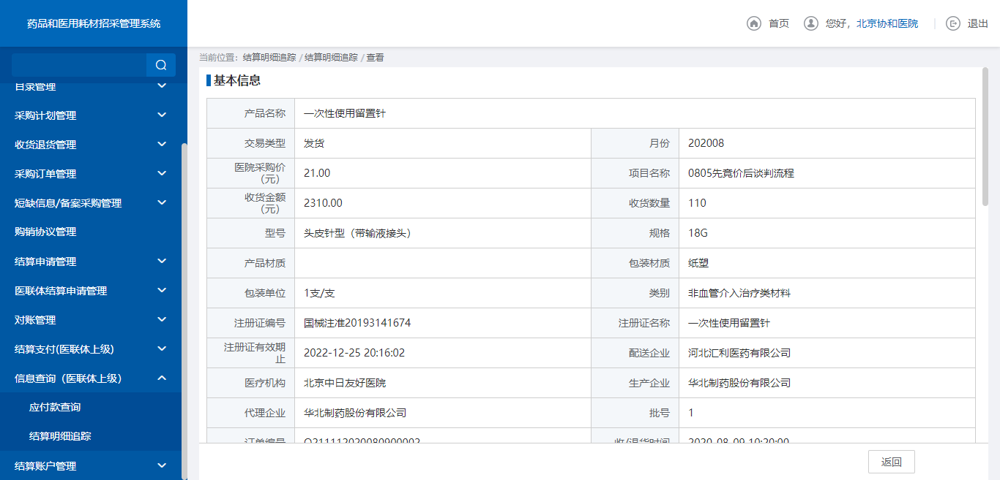 药品和医用耗材招采管理系统
首页
您好，北京协和医院
退出
当前位置：结算明细追踪 / 结算明细追踪 / 查看
目录管理
采购计划管理
收货退货管理
采购订单管理
短缺信息/备案采购管理
购销协议管理
结算申请管理
医联体结算申请管理
对账管理
结算支付(医联体上级)
信息查询（医联体上级）
应付款查询
结算明细追踪
结算账户管理
基本信息
产品名称 一次性使用留置针
交易类型 发货 月份 202008
医院采购价
（元） 21.00 项目名称 0805先竟价后谈判流程
收货金额
（元） 2310.00 收货数量 110
型号 头皮针型（带输液接头） 规格 18G
产品材质 包装材质 纸塑
包装单位 1支/支 类别 非血管介入治疗类材料
注册证编号 国械注准20193141674 注册证名称 一次性使用留置针
注册证有效期
止 2022-12-25 20:16:02 配送企业 河北汇利医药有限公司
医疗机构 北京中日友好医院 生产企业 华北制药股份有限公司
代理企业 华北制药股份有限公司 批号 1
订单编号 O211112020080900002 收/退货时间 2020-08-09 10:20:00
返回